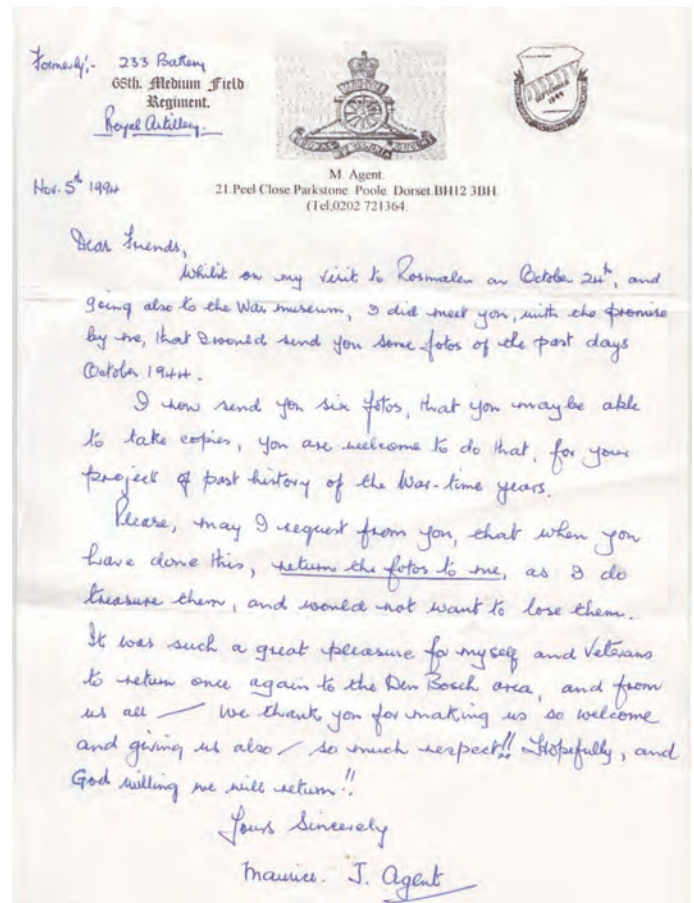 Formerly:- 233 Battery
68th. Medium Field
Regiment.
Royal Artillery.
SEPTEMBER
1944
M. Agent.
21.Peel Close.Parkstone. Poole. Dorset.BH12 3BH.
(Tel,0202 721364.
Nov. 5th 1994
Dear Friends,
Whilst on my visit to Rosmalen on October 24th, and
going also to the War museum, I did meet you, with the promise
by me, that I would send you some fotos of the past days
October 1944.
I now send you six fotos, that you may be able
to take copies, you are welcome to do that, for your
project of past history of the War-time years.
Please, may I request from you, that when you
have done this, return the fotos to me, as I do
treasure them, and would not want to lose them.
It was such a great pleasure for myself and Veterans
to return once again to the Den Bosch area, and from
us all — we thank you for making us so welcome
and giving us also / so much respect!! Hopefully, and
God willing we will return!!
Yours Sincerely
Maurice. J. Agent